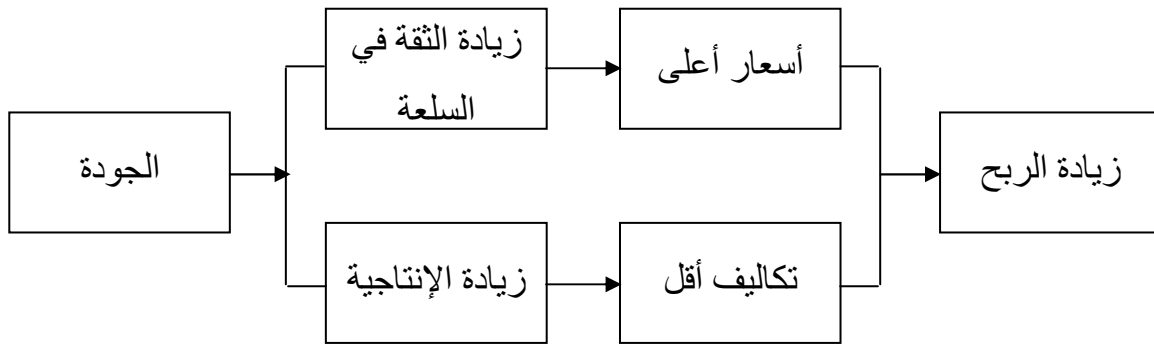 الجودة
زيادة الثقة في
السلعة
أسعار أعلى
زيادة الإنتاجية
تكاليف أقل
زيادة الربح